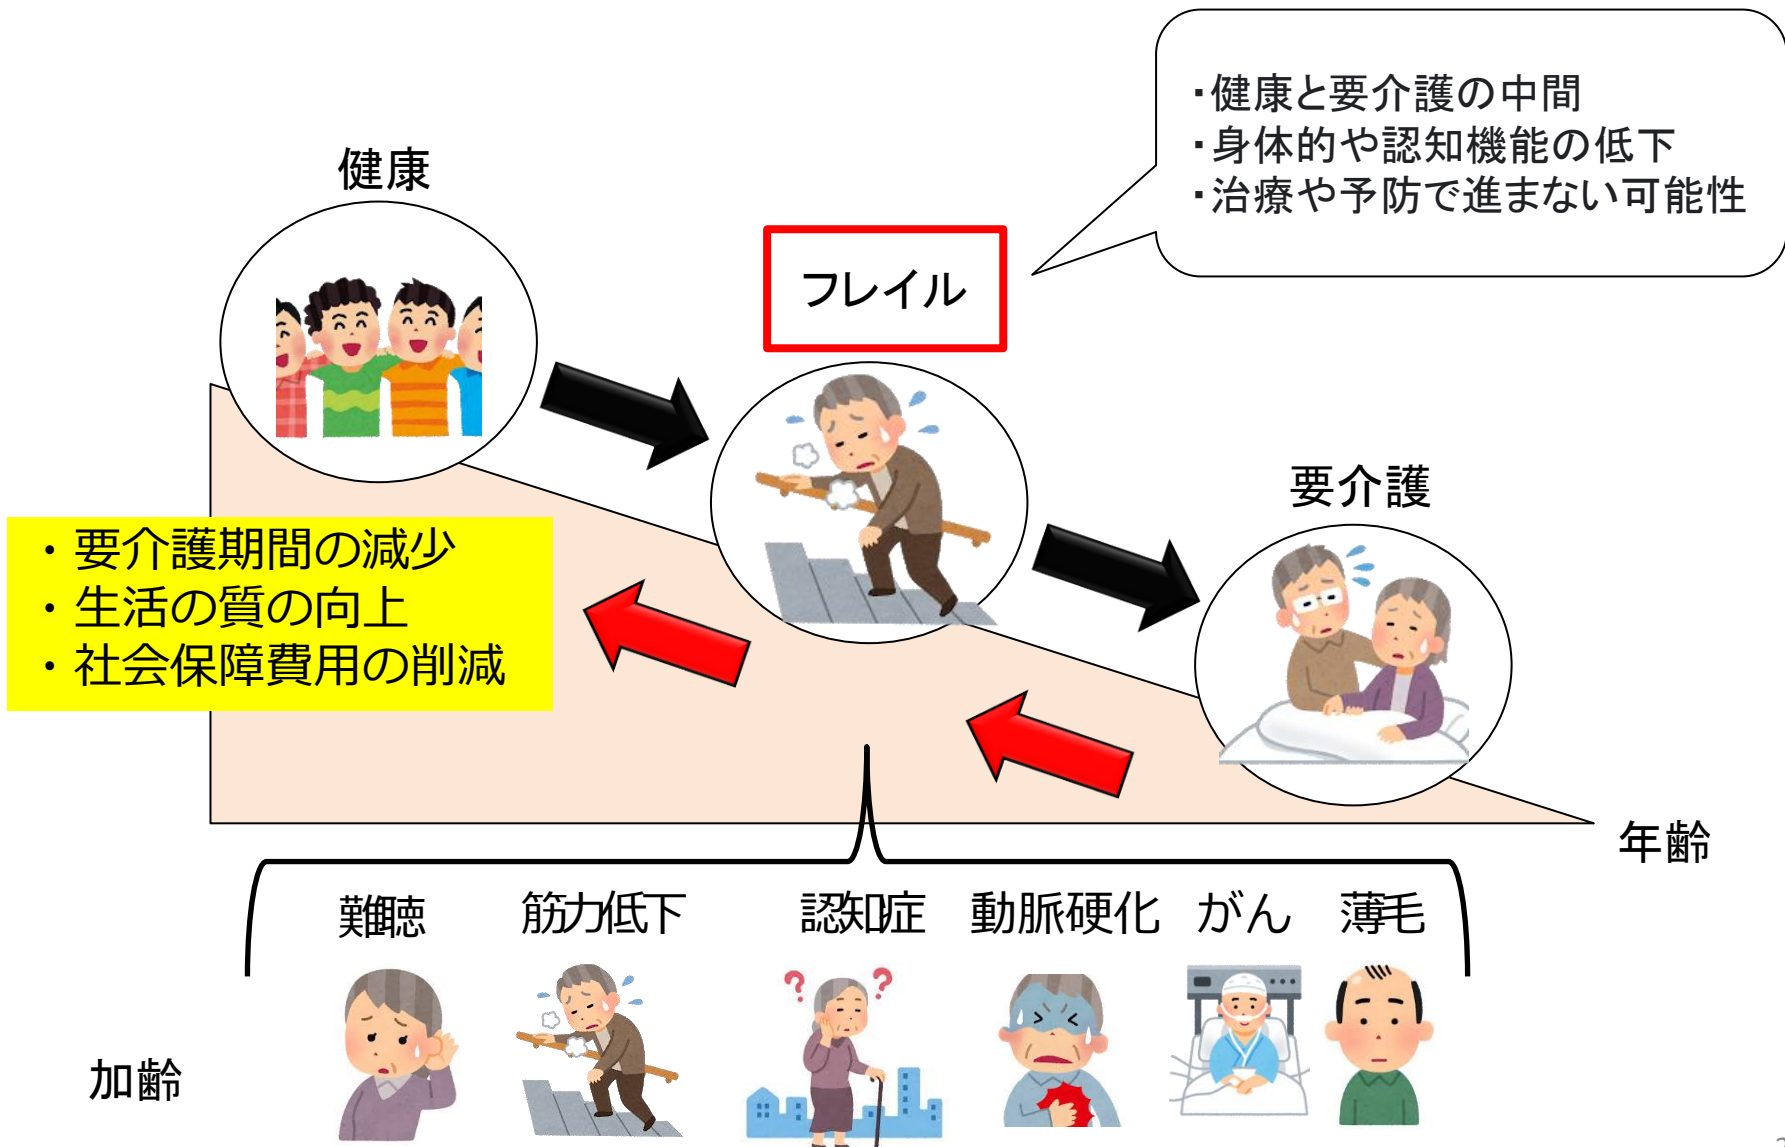 ・健康と要介護の中間
・身体的や認知機能の低下
・治療や予防で進まない可能性
健康
フレイル
要介護
・要介護期間の減少
・生活の質の向上
・社会保障費用の削減
年齢
難聴 筋力低下 認知症 動脈硬化 がん 薄毛
? ?
加齢